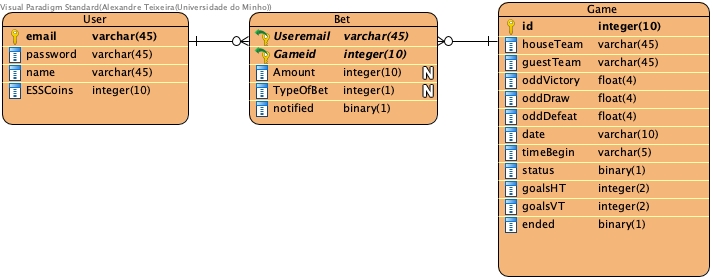 Visual Paradigm Standard(Alexandre Teixeira(Universidade do Minho))
User
email varchar(45)
password varchar(45)
name varchar(45)
ESSCoins integer(10)
Bet
Useremail varchar(45)
Gameid integer(10)
Amount integer(10) N
TypeOfBet integer(1) N
notified binary(1)
Game
id integer(10)
houseTeam varchar(45)
guestTeam varchar(45)
oddVictory float(4)
oddDraw float(4)
oddDefeat float(4)
date varchar(10)
timeBegin varchar(5)
status binary(1)
goalsHT integer(2)
goalsVT integer(2)
ended binary(1)